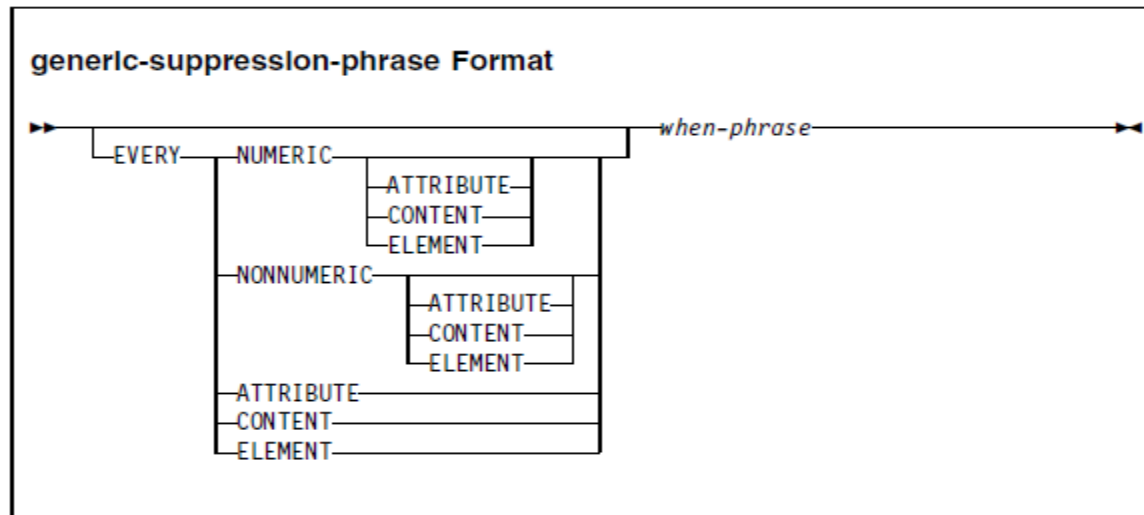 generic-suppression-phrase Format
when-phrase
EVERY NUMERIC
ATTRIBUTE
CONTENT
ELEMENT
NONNUMERIC
ATTRIBUTE
CONTENT
ELEMENT
ATTRIBUTE
CONTENT
ELEMENT